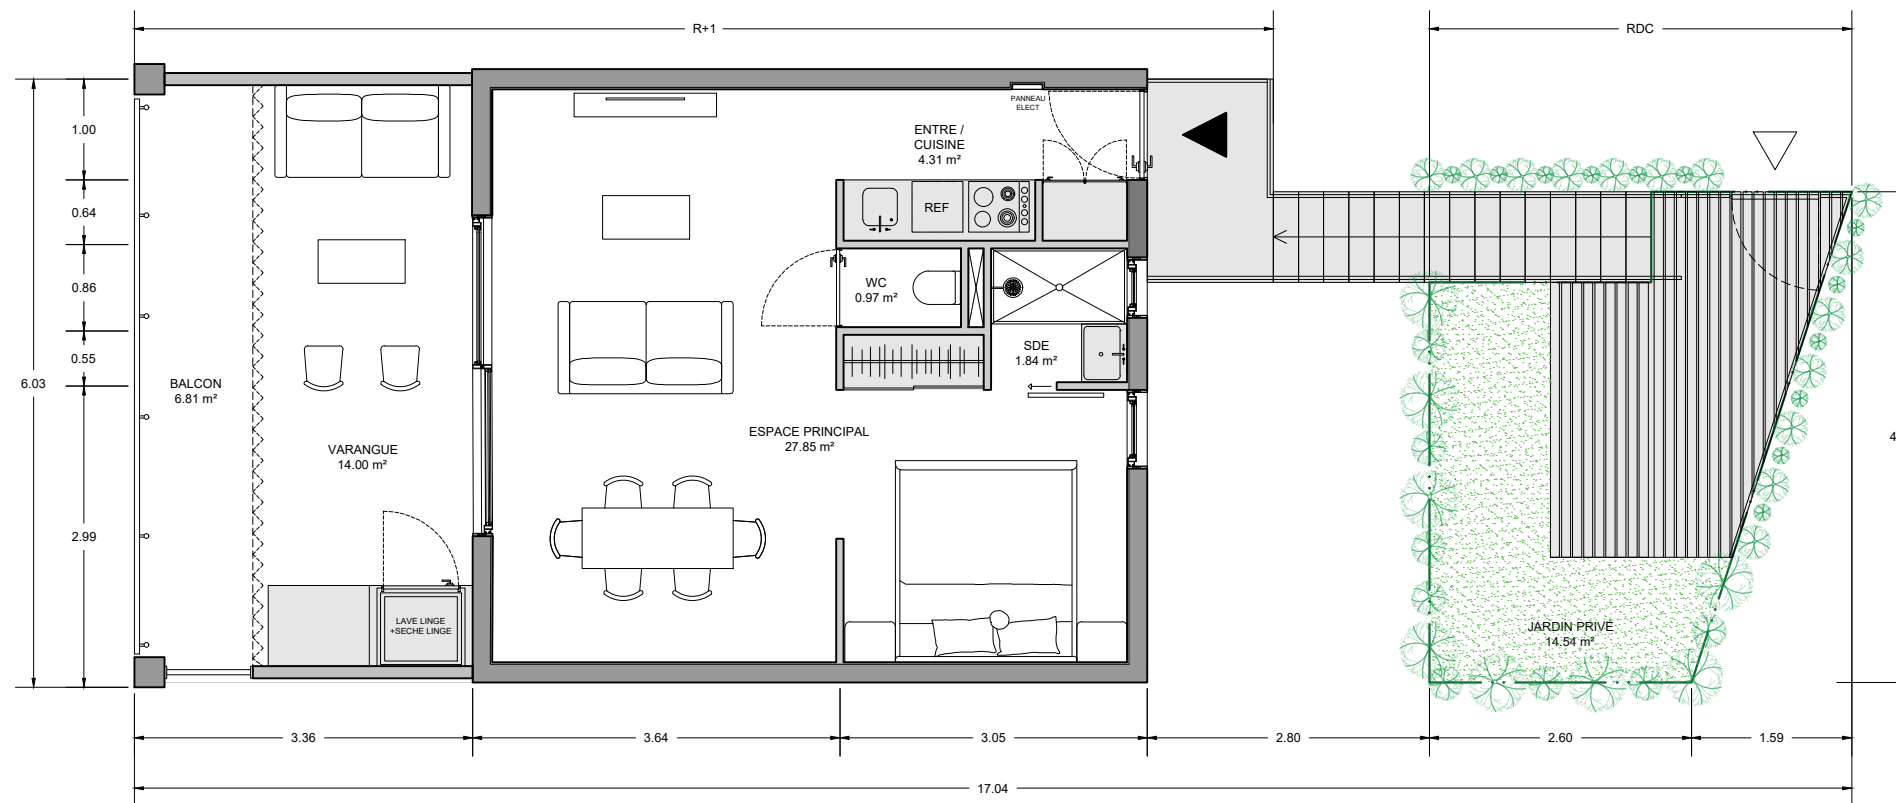 R+1
RDC
1.00
0.64
0.86
0.55
6.03
2.99
PANNEAU
ELECT
ENTRE /
CUISINE
4.31 m²
REF
WC
0.97 m²
SDE
1.84 m²
BALCON
6.81 m²
VARANGUE
14.00 m²
ESPACE PRINCIPAL
27.85 m²
LAVE LINGE
+SECHE LINGE
JARDIN PRIVE
14.54 m²
4
3.36
3.64
3.05
2.80
2.60
1.59
17.04